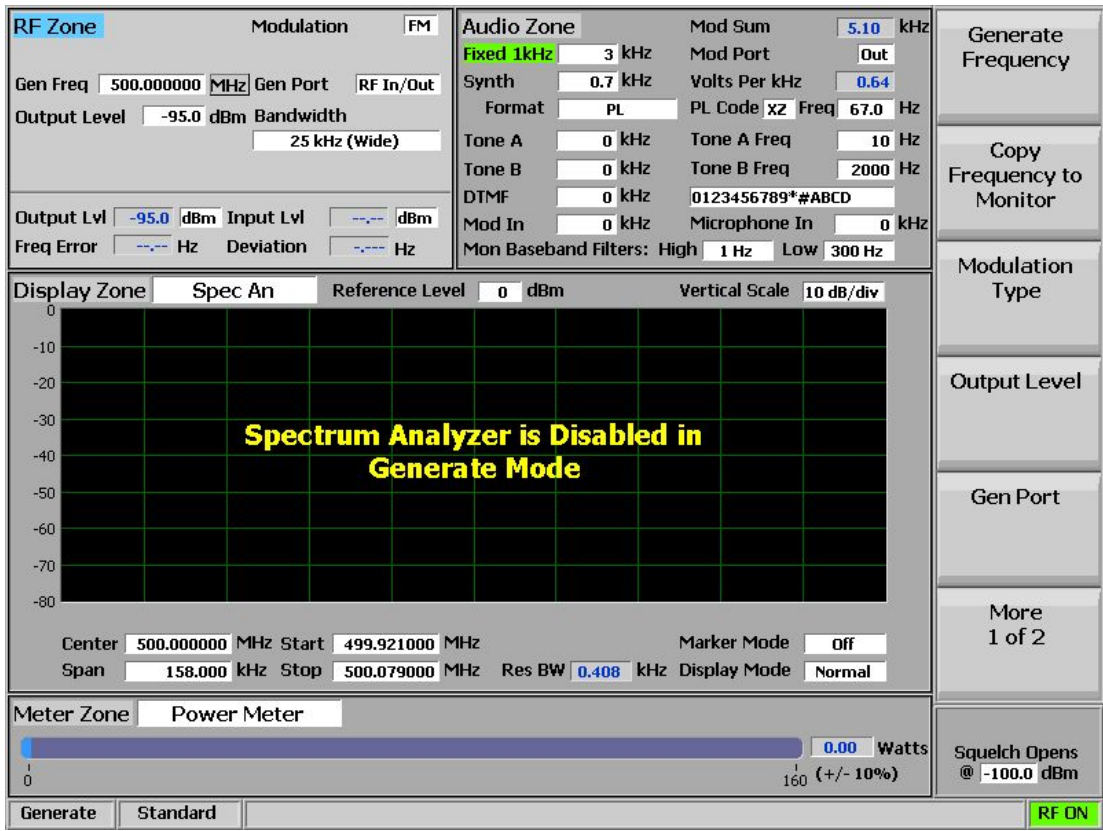 RF Zone Modulation FM
Gen Freq 500.000000 MHz Gen Port RF In/Out
Output Level -95.0 dBm Bandwidth
25 kHz (Wide)
Output Lvl -95.0 dBm Input Lvl --.-- dBm
Freq Error --.-- Hz Deviation -.--- Hz
Audio Zone Mod Sum 5.10 kHz
Fixed 1kHz 3 kHz Mod Port Out
Synth 0.7 kHz Volts Per kHz 0.64
Format PL PL Code XZ Freq 67.0 Hz
Tone A 0 kHz Tone A Freq 10 Hz
Tone B 0 kHz Tone B Freq 2000 Hz
DTMF 0 kHz 0123456789*#ABCD
Mod In 0 kHz Microphone In 0 kHz
Mon Baseband Filters: High 1 Hz Low 300 Hz
Display Zone Spec An Reference Level 0 dBm Vertical Scale 10 dB/div
0
-10
-20
-30
-40
-50
-60
-70
-80
Spectrum Analyzer is Disabled in
Generate Mode
Center 500.000000 MHz Start 499.921000 MHz Marker Mode Off
Span 158.000 kHz Stop 500.079000 MHz Res BW 0.408 kHz Display Mode Normal
Meter Zone Power Meter
0.00 Watts
0 160 (+/- 10%)
Generate Standard RF ON
Generate
Frequency
Copy
Frequency to
Monitor
Modulation
Type
Output Level
Gen Port
More
1 of 2
Squelch Opens
@ -100.0 dBm